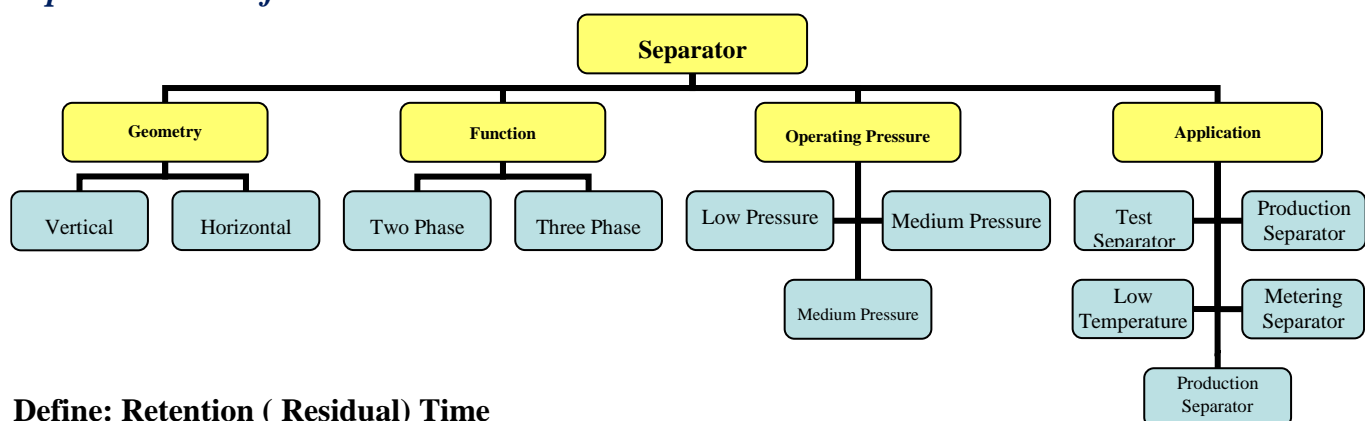 Separator
Geometry
Function
Operating Pressure
Application
Vertical
Horizontal
Two Phase
Three Phase
Low Pressure
Medium Pressure
Test
Separator
Production
Separator
Medium Pressure
Low
Temperature
Metering
Separator
Production
Separator
Define: Retention ( Residual) Time